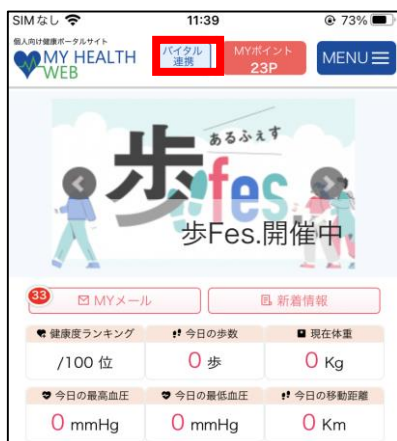 SIMなし 11:39 73%
個人向け健康ポータルサイト
MY HEALTH WEB
バイタル連携
MYポイント
23P
MENU
あるふぇす
歩fes
歩Fes.開催中
33 MYメール 新着情報
健康度ランキング 今日の歩数 現在体重
/100 位 0 歩 0 Kg
今日の最高血圧 今日の最低血圧 今日の移動距離
0 mmHg 0 mmHg 0 Km